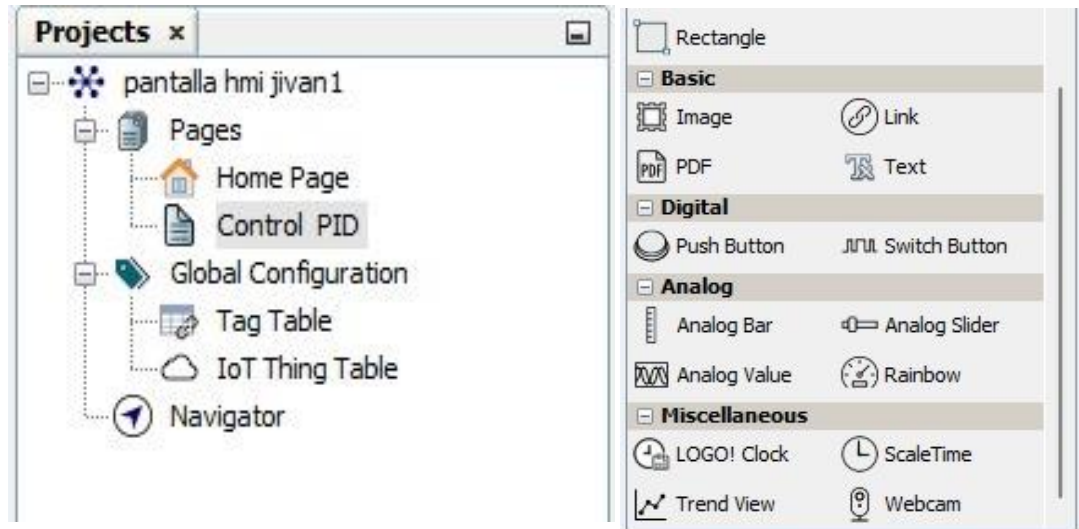 Projects
pantalla hmi jivan1
Pages
Home Page
Control PID
Global Configuration
Tag Table
IoT Thing Table
Navigator
Rectangle
Basic
Image Link
PDF PDF Text
Digital
Push Button Switch Button
Analog
Analog Bar Analog Slider
Analog Value Rainbow
Miscellaneous
LOGO! Clock ScaleTime
Trend View Webcam